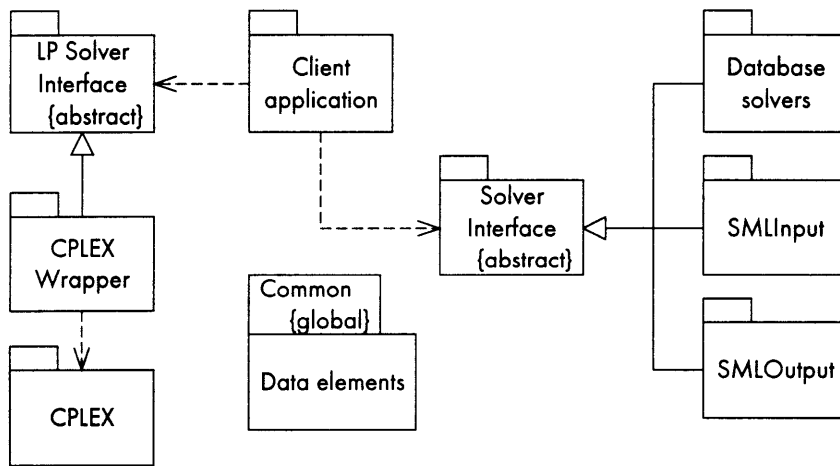 LP Solver
Interface
{abstract}
Client
application
Database
solvers
Solver
Interface
{abstract}
SMLInput
CPLEX
Wrapper
Common
{global}
Data elements
SMLOutput
CPLEX